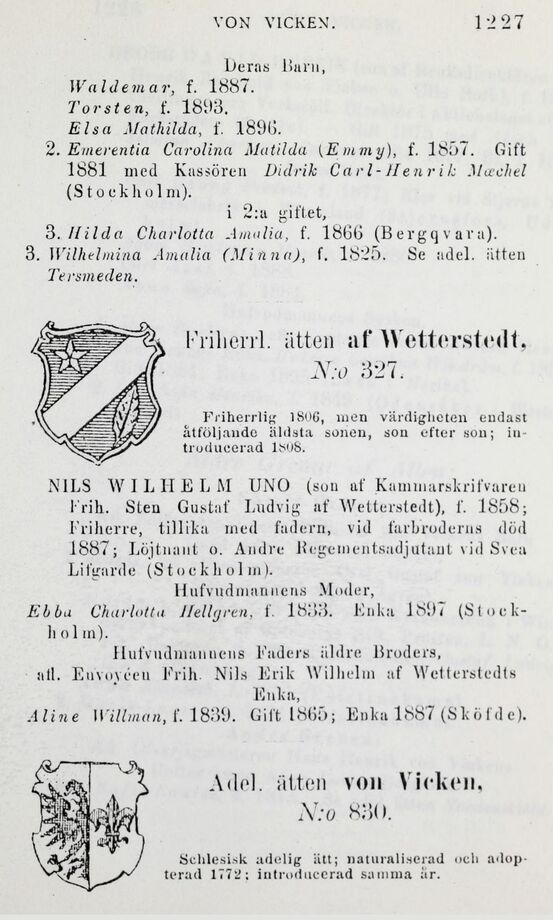 VON VICKEN. 1227
Deras Barn,
Waldemar, f. 1887.
Torsten, f. 1893.
Elsa Mathilda, f. 1896.
2. Emerentia Carolina Matilda (Emmy), f. 1857. Gift
1881 med Kassören Didrik Carl-Henrik Mæchel
(Stockholm).
i 2:a giftet,
3. Hilda Charlotta Amalia, f. 1866 (Bergqvara).
3. Wilhelmina Amalia (Minna), f. 1825. Se adel. ätten
Tersmeden.
Friherrl. ätten af Wetterstedt,
N:o 327.
Friherrlig 1806, men värdigheten endast
åtföljande äldsta sonen, son efter son; in-
troducerad 1808.
NILS WILHELM UNO (son af Kammarskrifvaren
Frih. Sten Gustaf Ludvig af Wetterstedt), f. 1858;
Friherre, tillika med fadern, vid farbroderns död
1887; Löjtnant o. Andre Regementsadjutant vid Svea
Lifgarde (Stockholm).
Hufvudmannens Moder,
Ebba Charlotta Hellgren, f. 1833. Enka 1897 (Stock-
holm).
Hufvudmannens Faders äldre Broders,
afl. Envoyéen Frih. Nils Erik Wilhelm af Wetterstedts
Enka,
Aline Willman, f. 1839. Gift 1865; Enka 1887 (Sköfde).
Adel. ätten von Vicken,
N:o 830.
Schlesisk adelig ätt; naturaliserad och adop-
terad 1772; introducerad samma år.